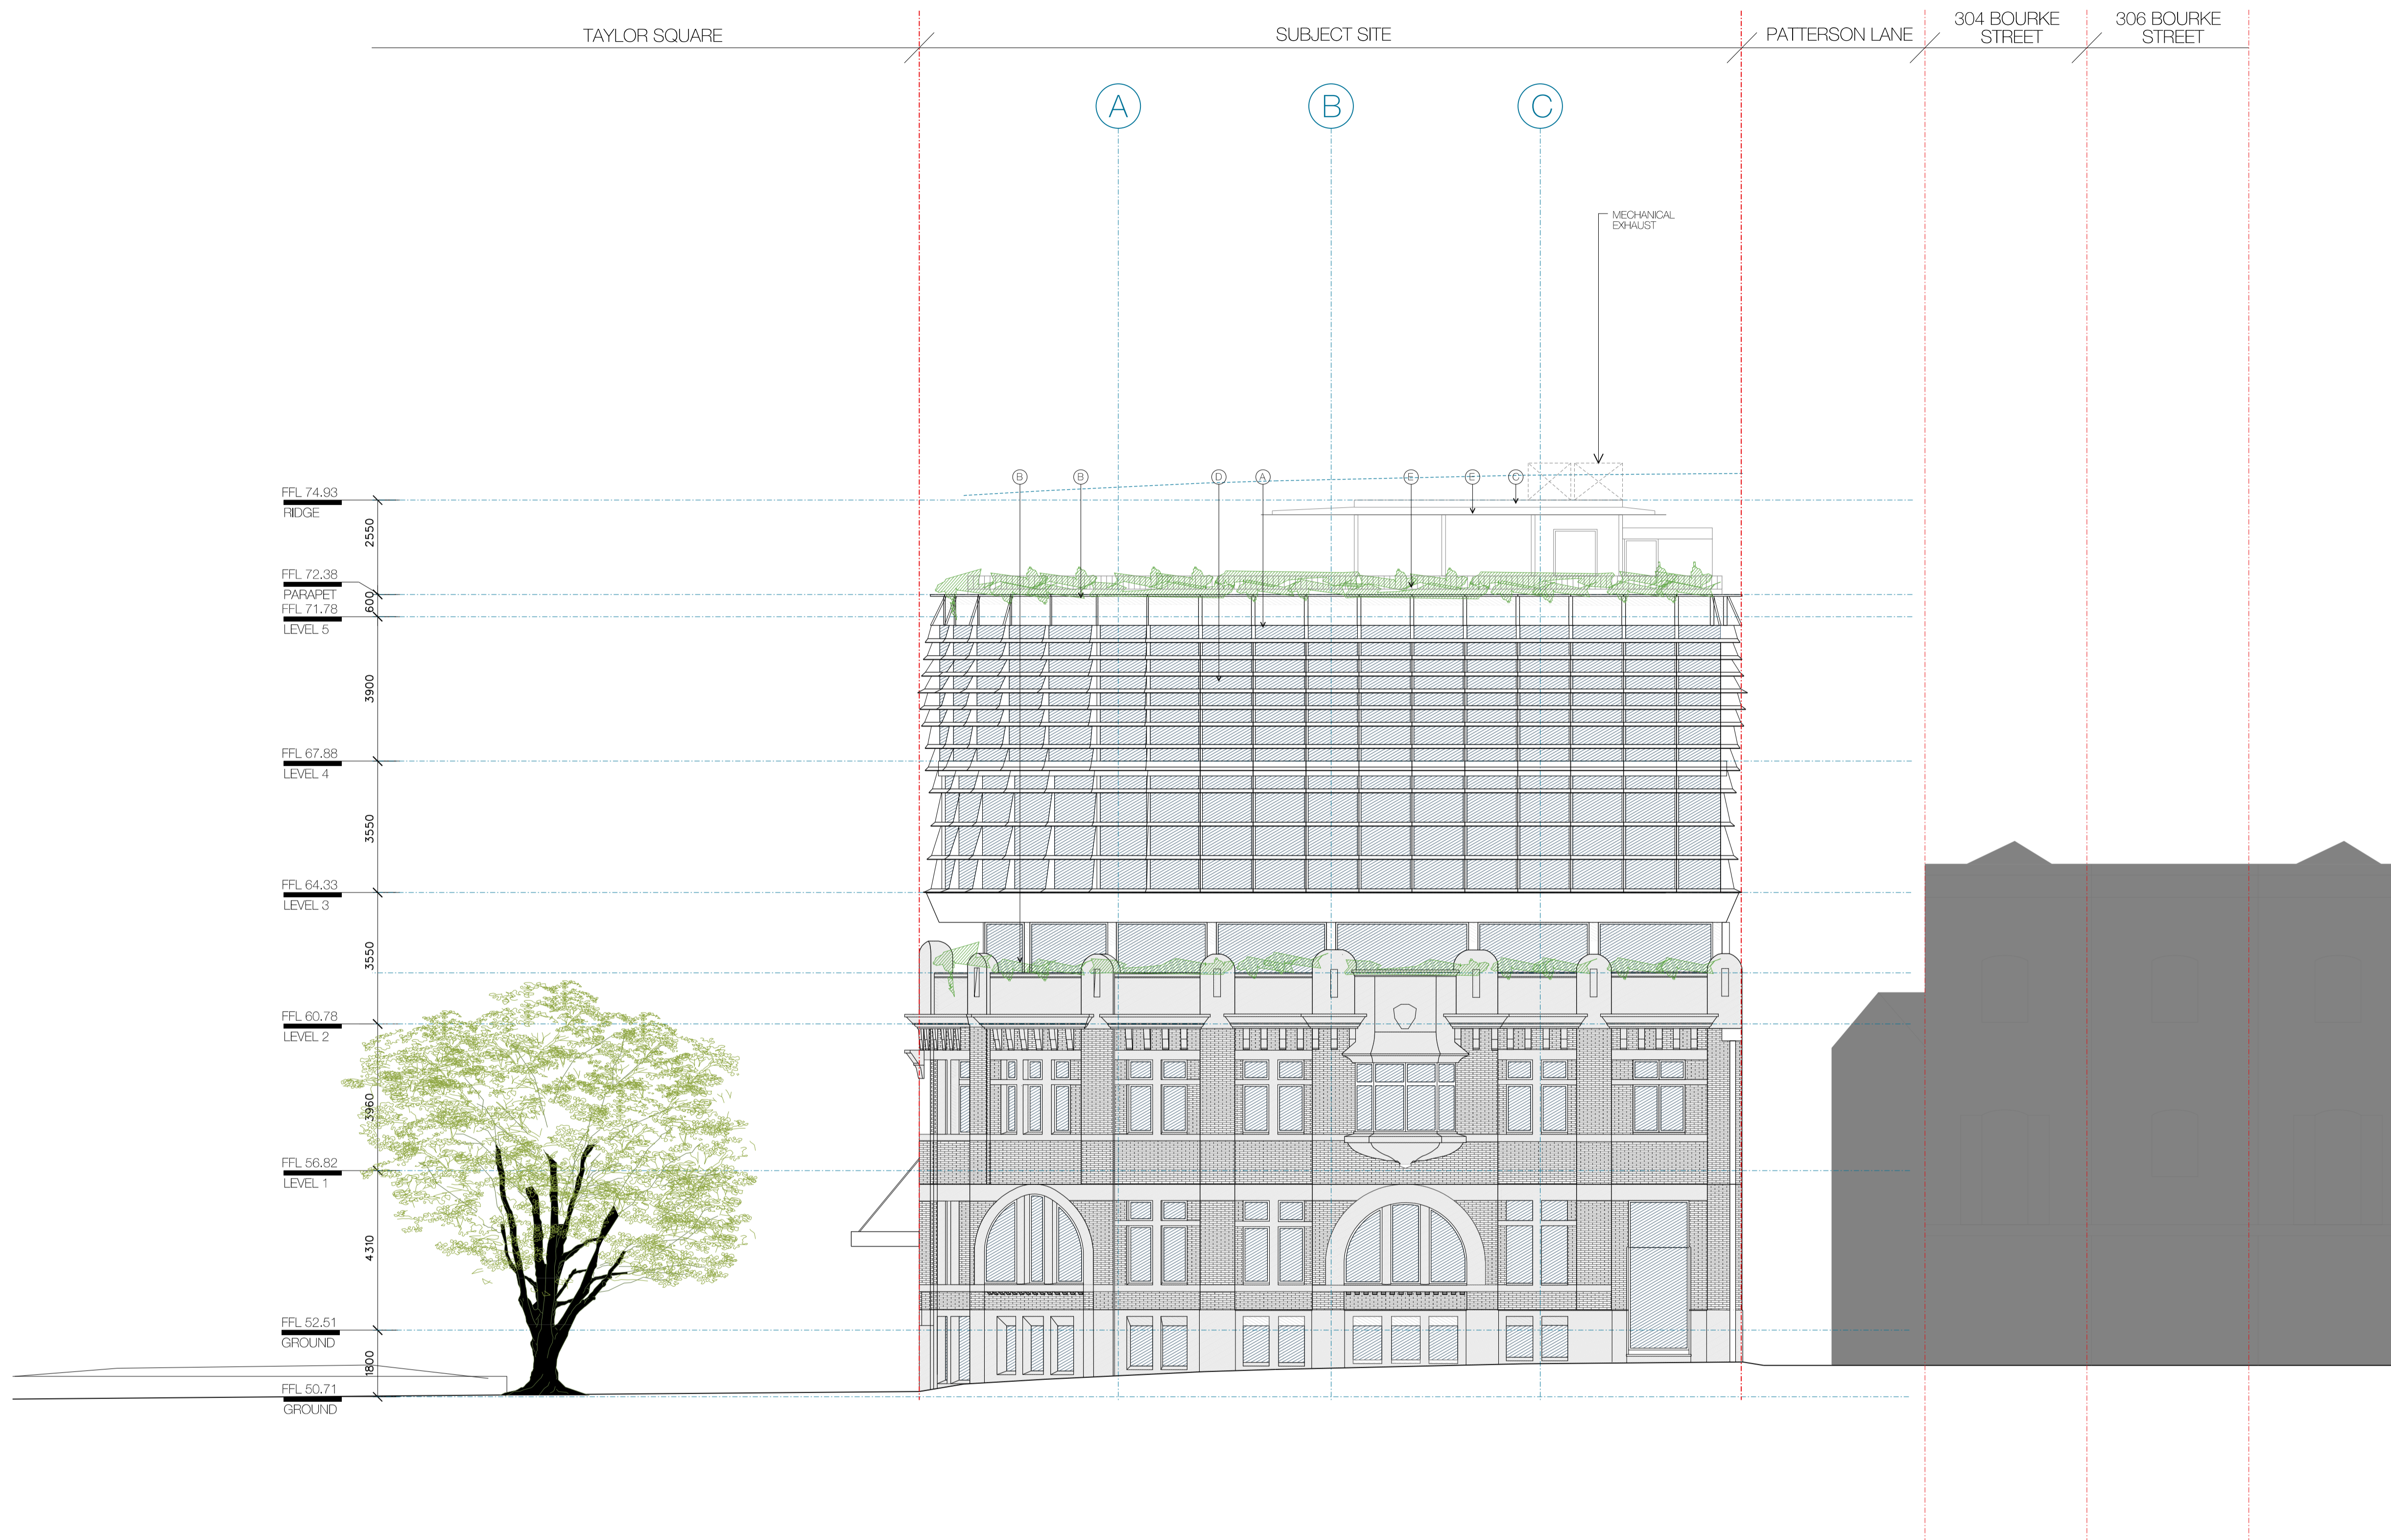 TAYLOR SQUARE
SUBJECT SITE
PATTERSON LANE
304 BOURKE
STREET
306 BOURKE
STREET
A
B
C
MECHANICAL
EXHAUST
B
B
D
A
E
E
C
FFL 74.93
RIDGE
2550
FFL 72.38
PARAPET
600
FFL 71.78
LEVEL 5
3900
FFL 67.88
LEVEL 4
3550
FFL 64.33
LEVEL 3
3550
FFL 60.78
LEVEL 2
3960
FFL 56.82
LEVEL 1
4310
FFL 52.51
GROUND
1800
FFL 50.71
GROUND